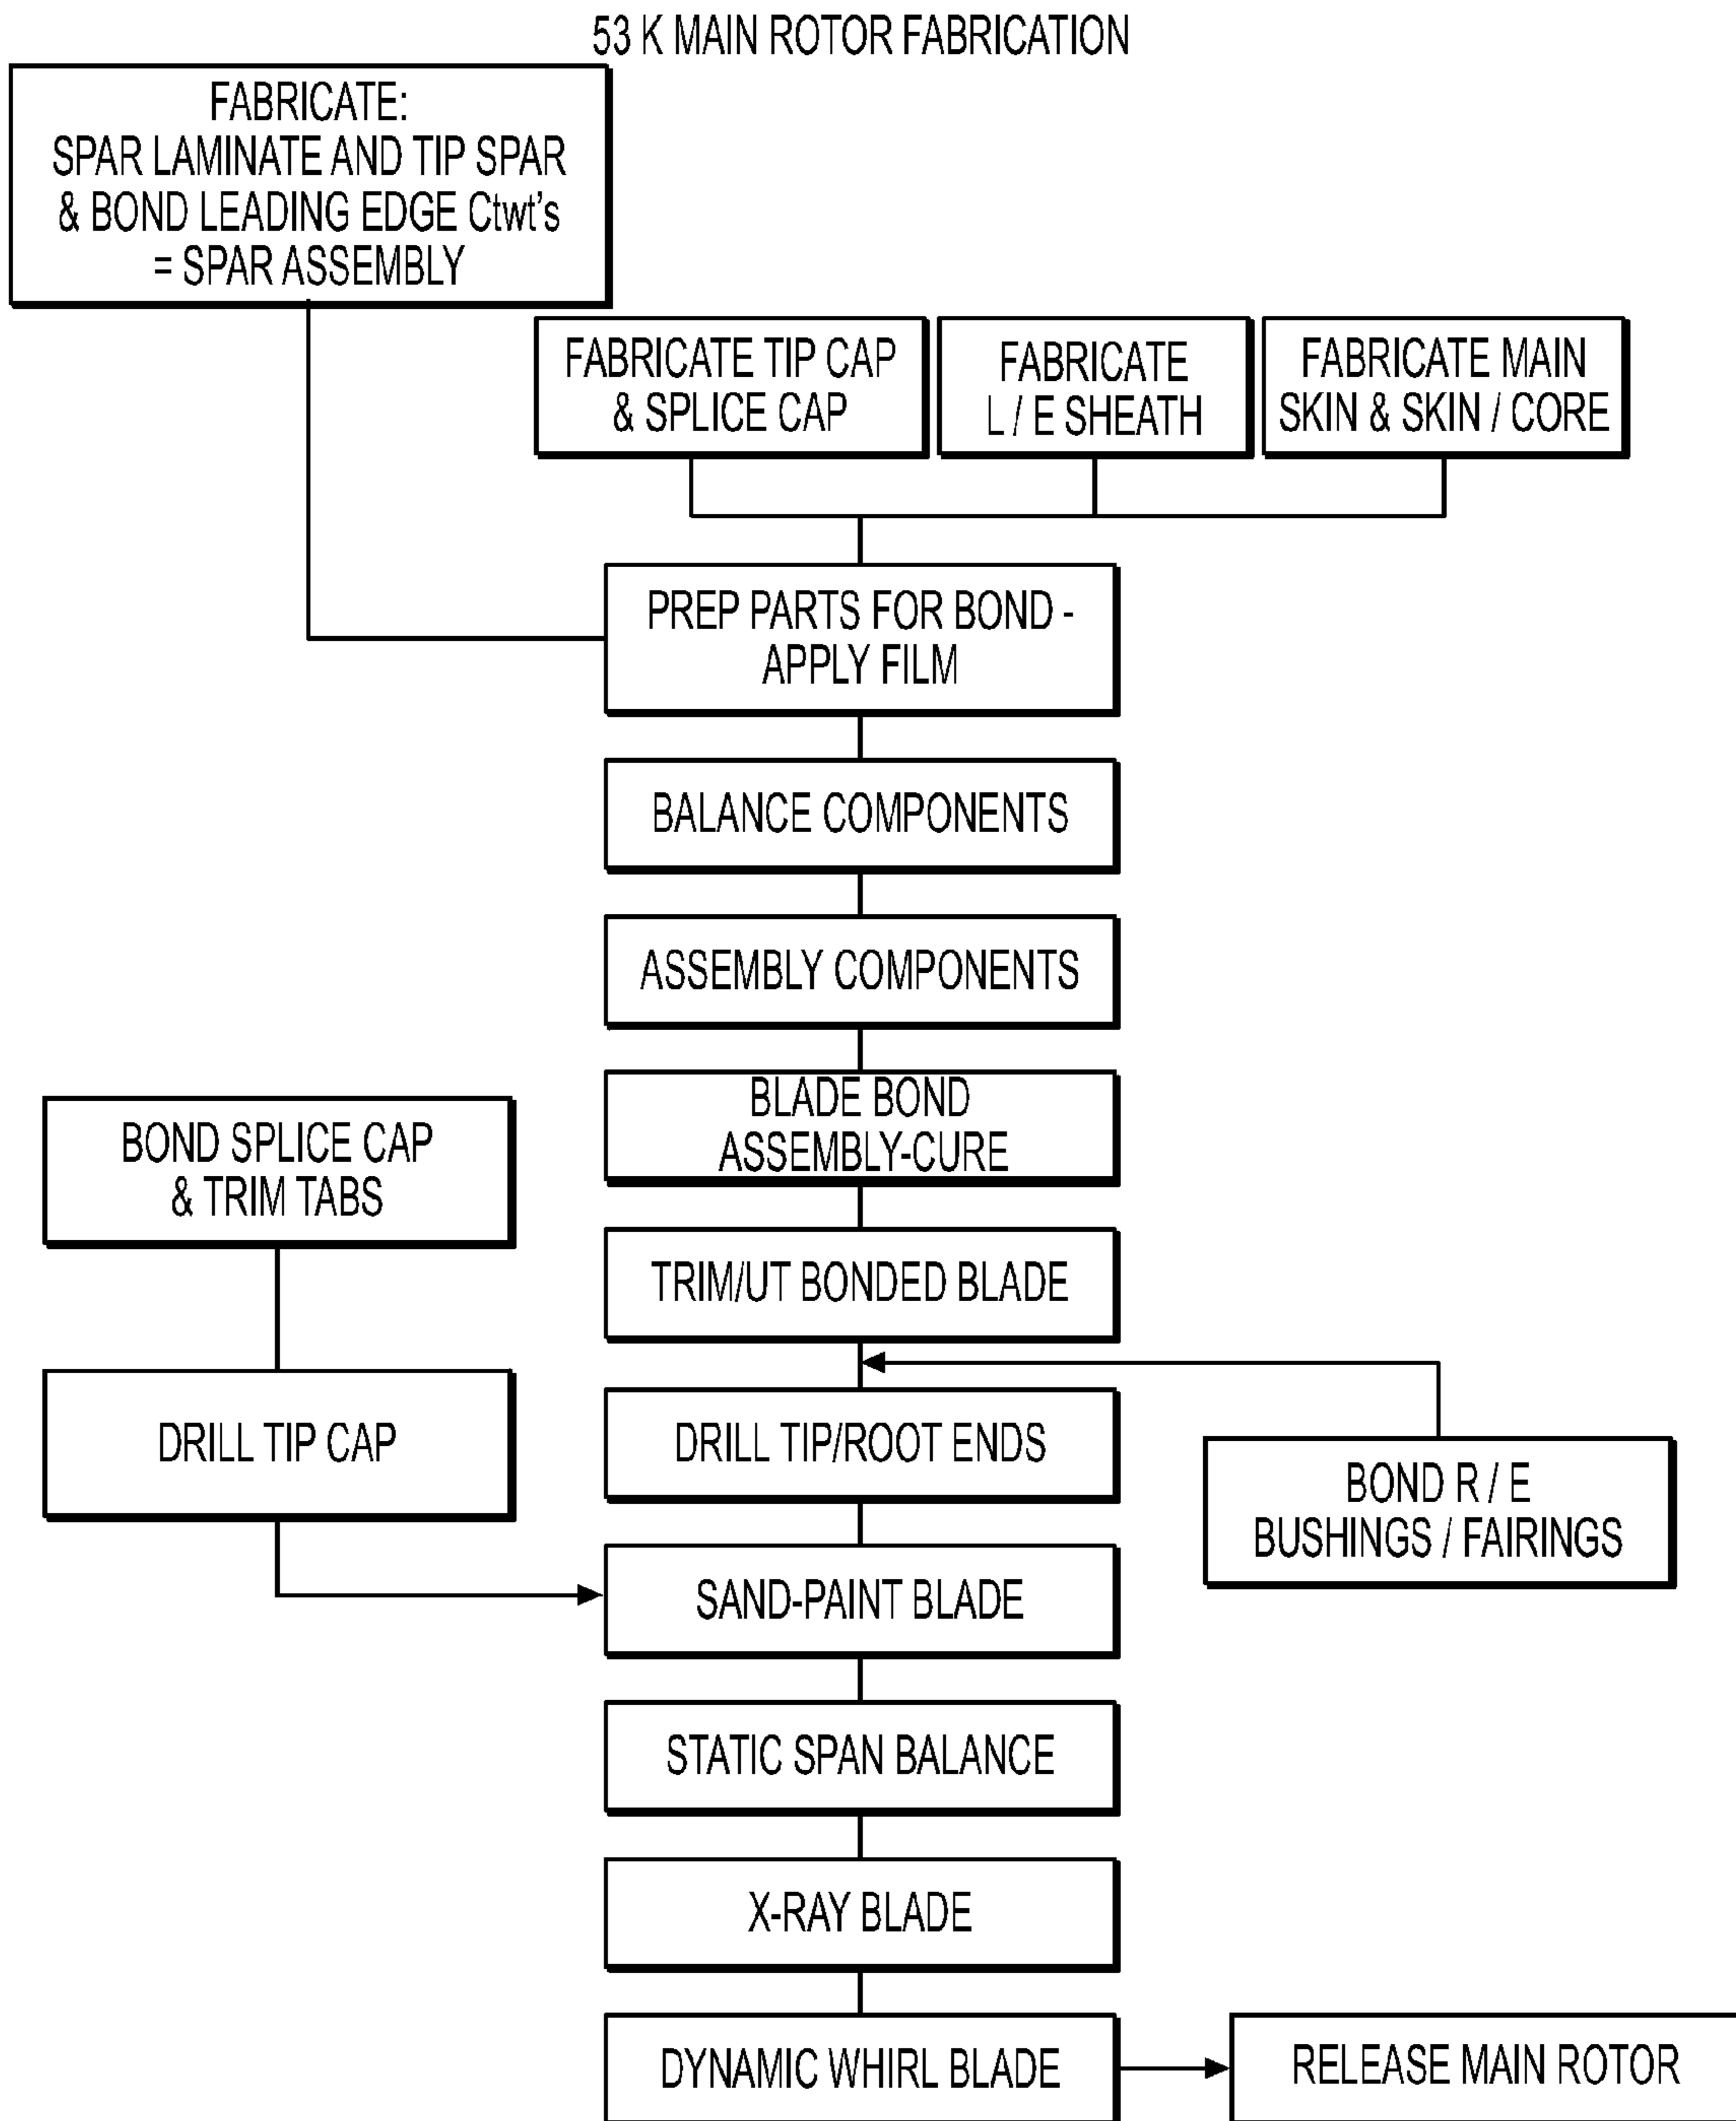 53 K MAIN ROTOR FABRICATION
FABRICATE:
SPAR LAMINATE AND TIP SPAR
& BOND LEADING EDGE Ctwt's
= SPAR ASSEMBLY
FABRICATE TIP CAP
& SPLICE CAP
FABRICATE
L / E SHEATH
FABRICATE MAIN
SKIN & SKIN / CORE
PREP PARTS FOR BOND -
APPLY FILM
BALANCE COMPONENTS
ASSEMBLY COMPONENTS
BLADE BOND
ASSEMBLY-CURE
BOND SPLICE CAP
& TRIM TABS
TRIM/UT BONDED BLADE
DRILL TIP CAP
DRILL TIP/ROOT ENDS
BOND R / E
BUSHINGS / FAIRINGS
SAND-PAINT BLADE
STATIC SPAN BALANCE
X-RAY BLADE
DYNAMIC WHIRL BLADE
RELEASE MAIN ROTOR